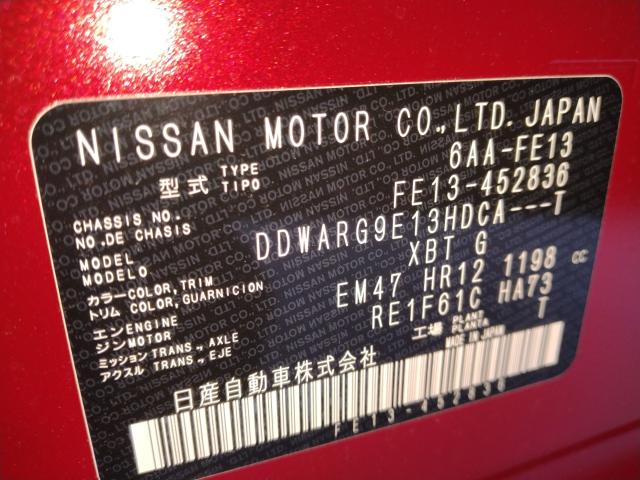 NISSAN MOTOR CO.,LTD. JAPAN
型式 TYPE TIPO 6AA-FE13
CHASSIS NO. NO.DE CHASIS FE13-452836
MODEL MODELO DDWARG9E13HDCA---T
カラー COLOR, TRIM トリム COLOR, GUARNICION XBT G
エンジン ENGINE MOTOR EM47 HR12 1198 cc
ミッション アクスル TRANS., AXLE TRANS., EJE RE1F61C HA73
工場 PLANT PLANTA T
日産自動車株式会社 MADE IN JAPAN
FE13-452836